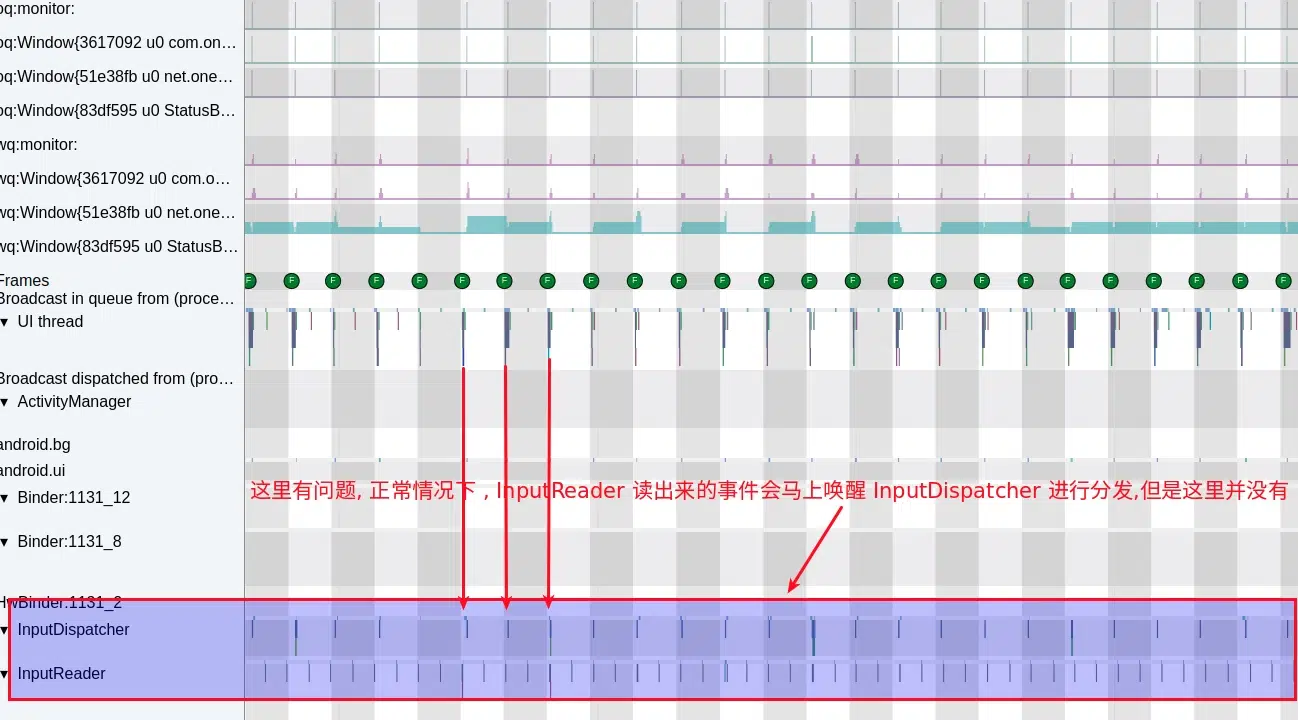 oq:monitor:
oq:Window{3617092 u0 com.on…
oq:Window{51e38fb u0 net.one…
oq:Window{83df595 u0 StatusB…
wq:monitor:
wq:Window{3617092 u0 com.o…
wq:Window{51e38fb u0 net.one…
wq:Window{83df595 u0 StatusB…
Frames
F F F F F F F F F F F F F F F F F F F F F F F F F
Broadcast in queue from (proce…
▼ UI thread
Broadcast dispatched from (pro…
▼ ActivityManager
android.bg
android.ui
这里有问题, 正常情况下 , InputReader 读出来的事件会马上唤醒 InputDispatcher 进行分发,但是这里并没有
▼ Binder:1131_12
▼ Binder:1131_8
HwBinder:1131_2
▼ InputDispatcher
▼ InputReader